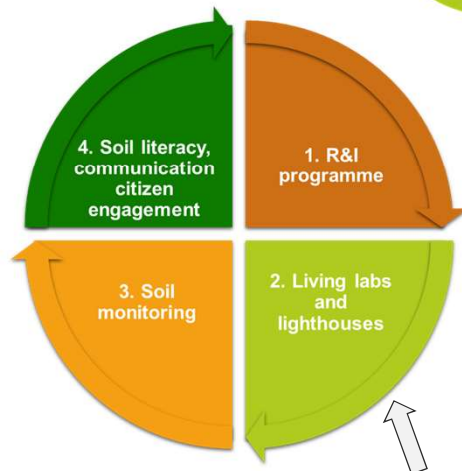 4. Soil literacy,
communication
citizen
engagement
1. R&I
programme
3. Soil
monitoring
2. Living labs
and
lighthouses